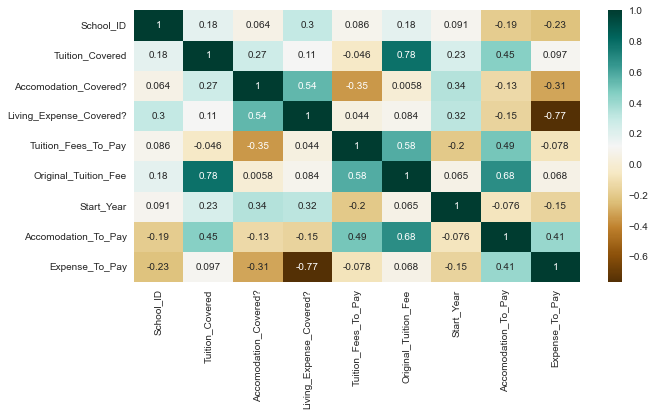 School_ID 1 0.18 0.064 0.3 0.086 0.18 0.091 -0.19 -0.23
Tuition_Covered 0.18 1 0.27 0.11 -0.046 0.78 0.23 0.45 0.097
Accomodation_Covered? 0.064 0.27 1 0.54 -0.35 0.0058 0.34 -0.13 -0.31
Living_Expense_Covered? 0.3 0.11 0.54 1 0.044 0.084 0.32 -0.15 -0.77
Tuition_Fees_To_Pay 0.086 -0.046 -0.35 0.044 1 0.58 -0.2 0.49 -0.078
Original_Tuition_Fee 0.18 0.78 0.0058 0.084 0.58 1 0.065 0.68 0.068
Start_Year 0.091 0.23 0.34 0.32 -0.2 0.065 1 -0.076 -0.15
Accomodation_To_Pay -0.19 0.45 -0.13 -0.15 0.49 0.68 -0.076 1 0.41
Expense_To_Pay -0.23 0.097 -0.31 -0.77 -0.078 0.068 -0.15 0.41 1
School_ID
Tuition_Covered
Accomodation_Covered?
Living_Expense_Covered?
Tuition_Fees_To_Pay
Original_Tuition_Fee
Start_Year
Accomodation_To_Pay
Expense_To_Pay
1.0
0.8
0.6
0.4
0.2
0.0
−0.2
−0.4
−0.6